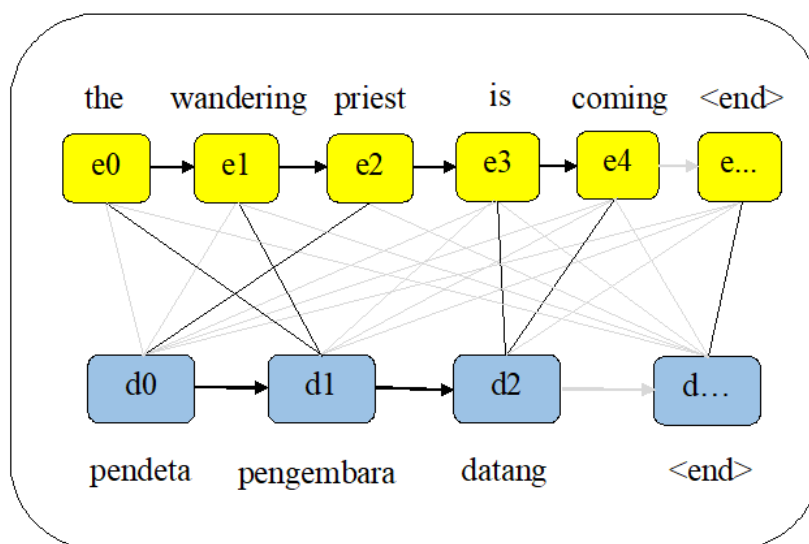 the wandering priest is coming <end>
e0 e1 e2 e3 e4 e...
d0 d1 d2 d...
pendeta pengembara datang <end>